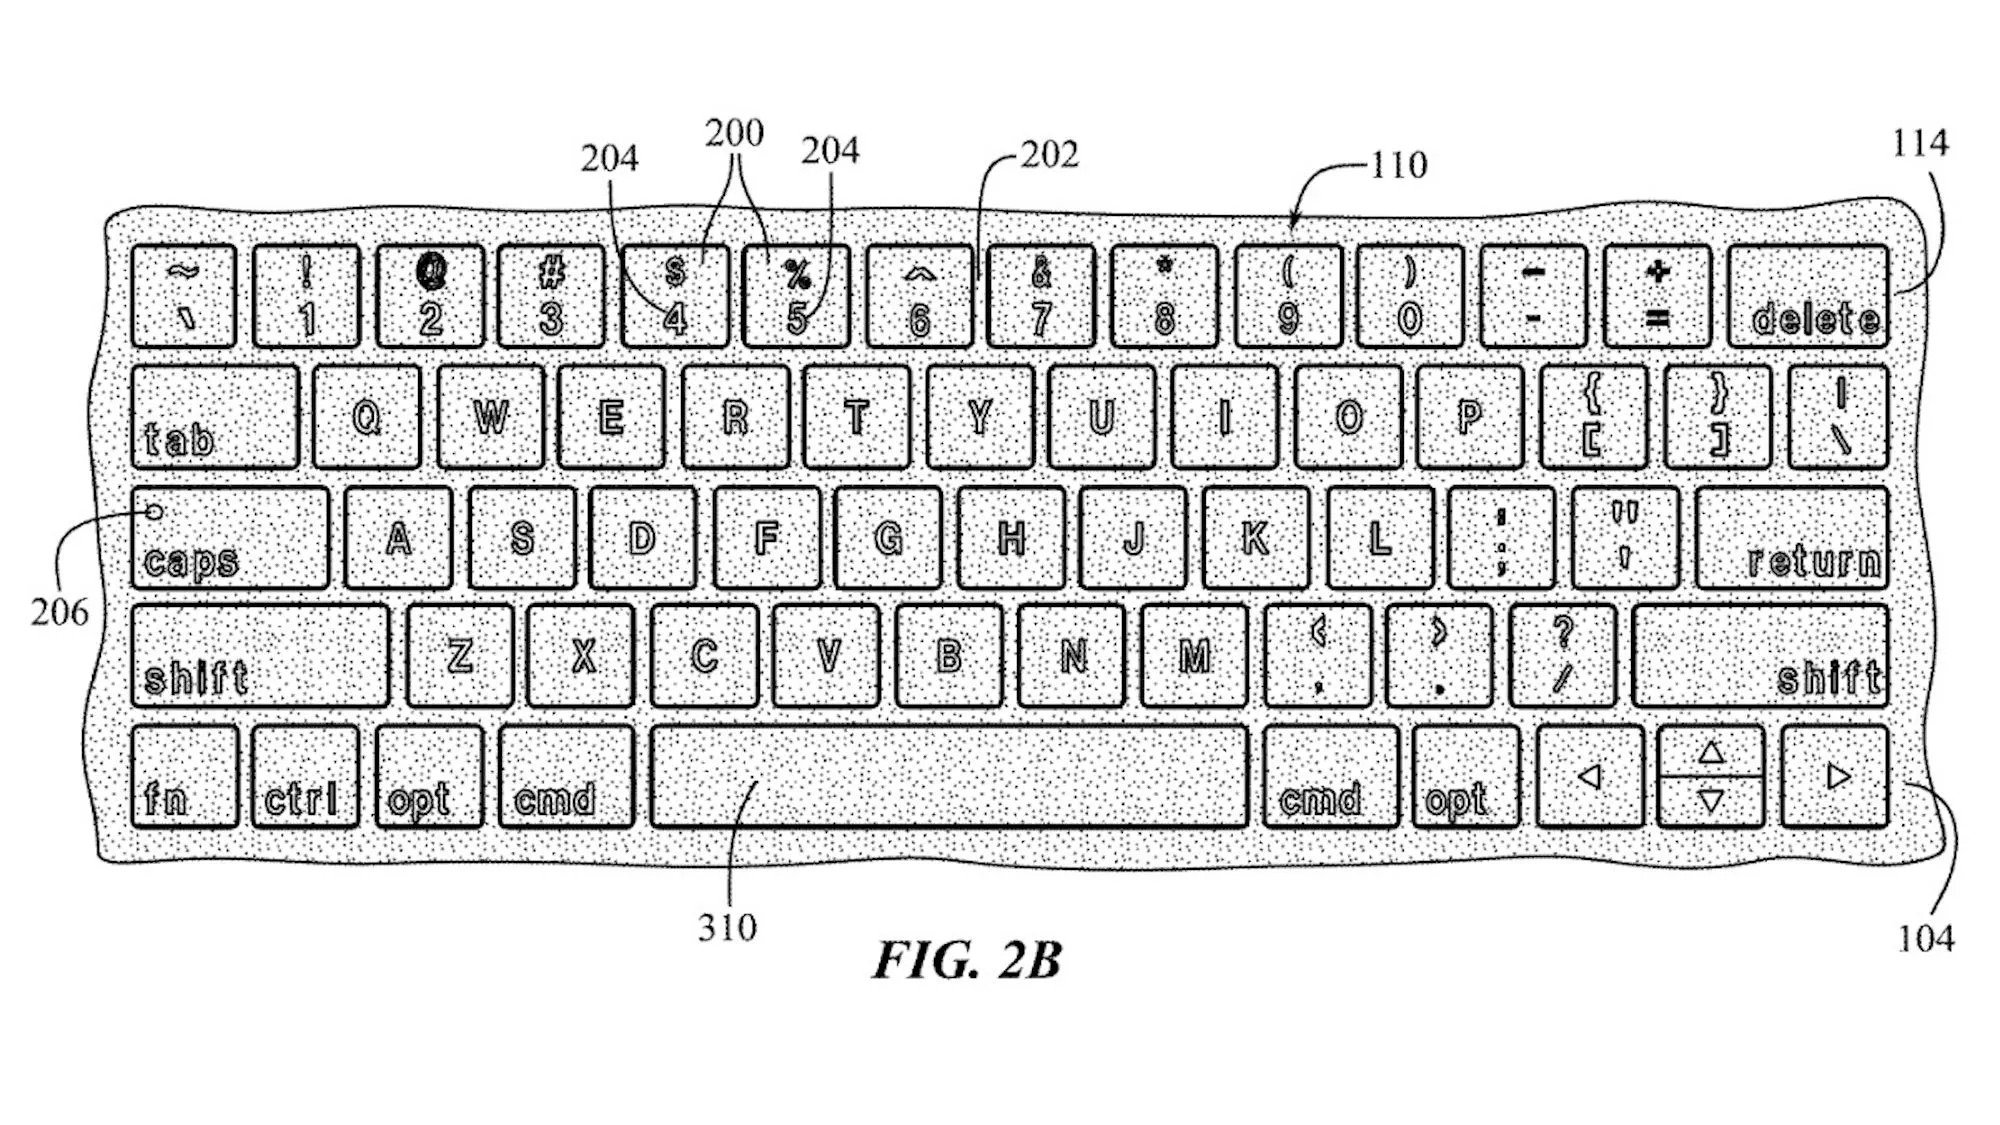 204 200 204 202 110 114
~ ! @ # $ % ^ & * ( ) — +
` 1 2 3 4 5 6 7 8 9 0 - = delete
tab Q W E R T Y U I O P { [ } ] | \
caps A S D F G H J K L : ; " ' return
206
shift Z X C V B N M < , > . ? / shift
fn ctrl opt cmd cmd opt ◁ △ ▽ ▷
310
104
FIG. 2B